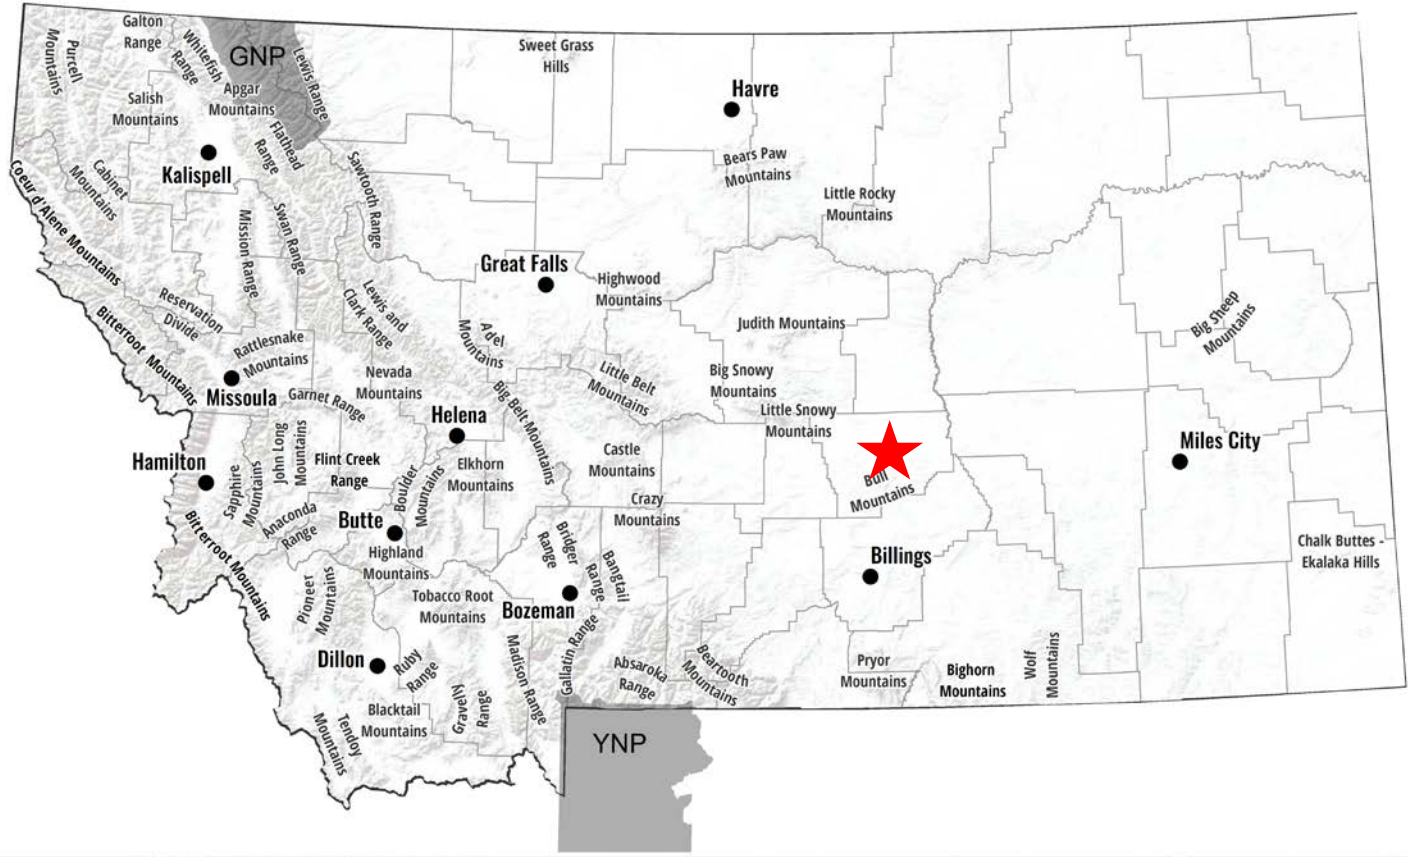 Galton
Range
Purcell
Mountains
Whitefish
Range
GNP
Lewis Range
Sweet Grass
Hills
Havre
Salish
Mountains
Apgar
Mountains
Flathead
Range
Kalispell
Cabinet
Mountains
Sawtooth Range
Bears Paw
Mountains
Little Rocky
Mountains
Coeur d'Alene Mountains
Mission Range
Swan Range
Great Falls
Highwood
Mountains
Reservation
Divide
Lewis and
Clark Range
Adel
Mountains
Judith Mountains
Big Sheep
Mountains
Bitterroot Mountains
Rattlesnake
Mountains
Missoula
Nevada
Mountains
Garnet Range
Little Belt
Mountains
Big Snowy
Mountains
Little Snowy
Mountains
Helena
Big Belt Mountains
Miles City
Hamilton
Sapphire
Mountains
John Long
Mountains
Flint Creek
Range
Boulder
Mountains
Elkhorn
Mountains
Castle
Mountains
Bull
Mountains
Crazy
Mountains
Anaconda
Range
Butte
Highland
Mountains
Bridger
Range
Bangtail
Range
Billings
Chalk Buttes -
Ekalaka Hills
Bitterroot Mountains
Pioneer
Mountains
Tobacco Root
Mountains
Bozeman
Dillon
Ruby
Range
Madison Range
Gallatin Range
Absaroka
Range
Beartooth
Mountains
Pryor
Mountains
Bighorn
Mountains
Wolf
Mountains
Blacktail
Mountains
Gravelly
Range
Tendoy
Mountains
YNP